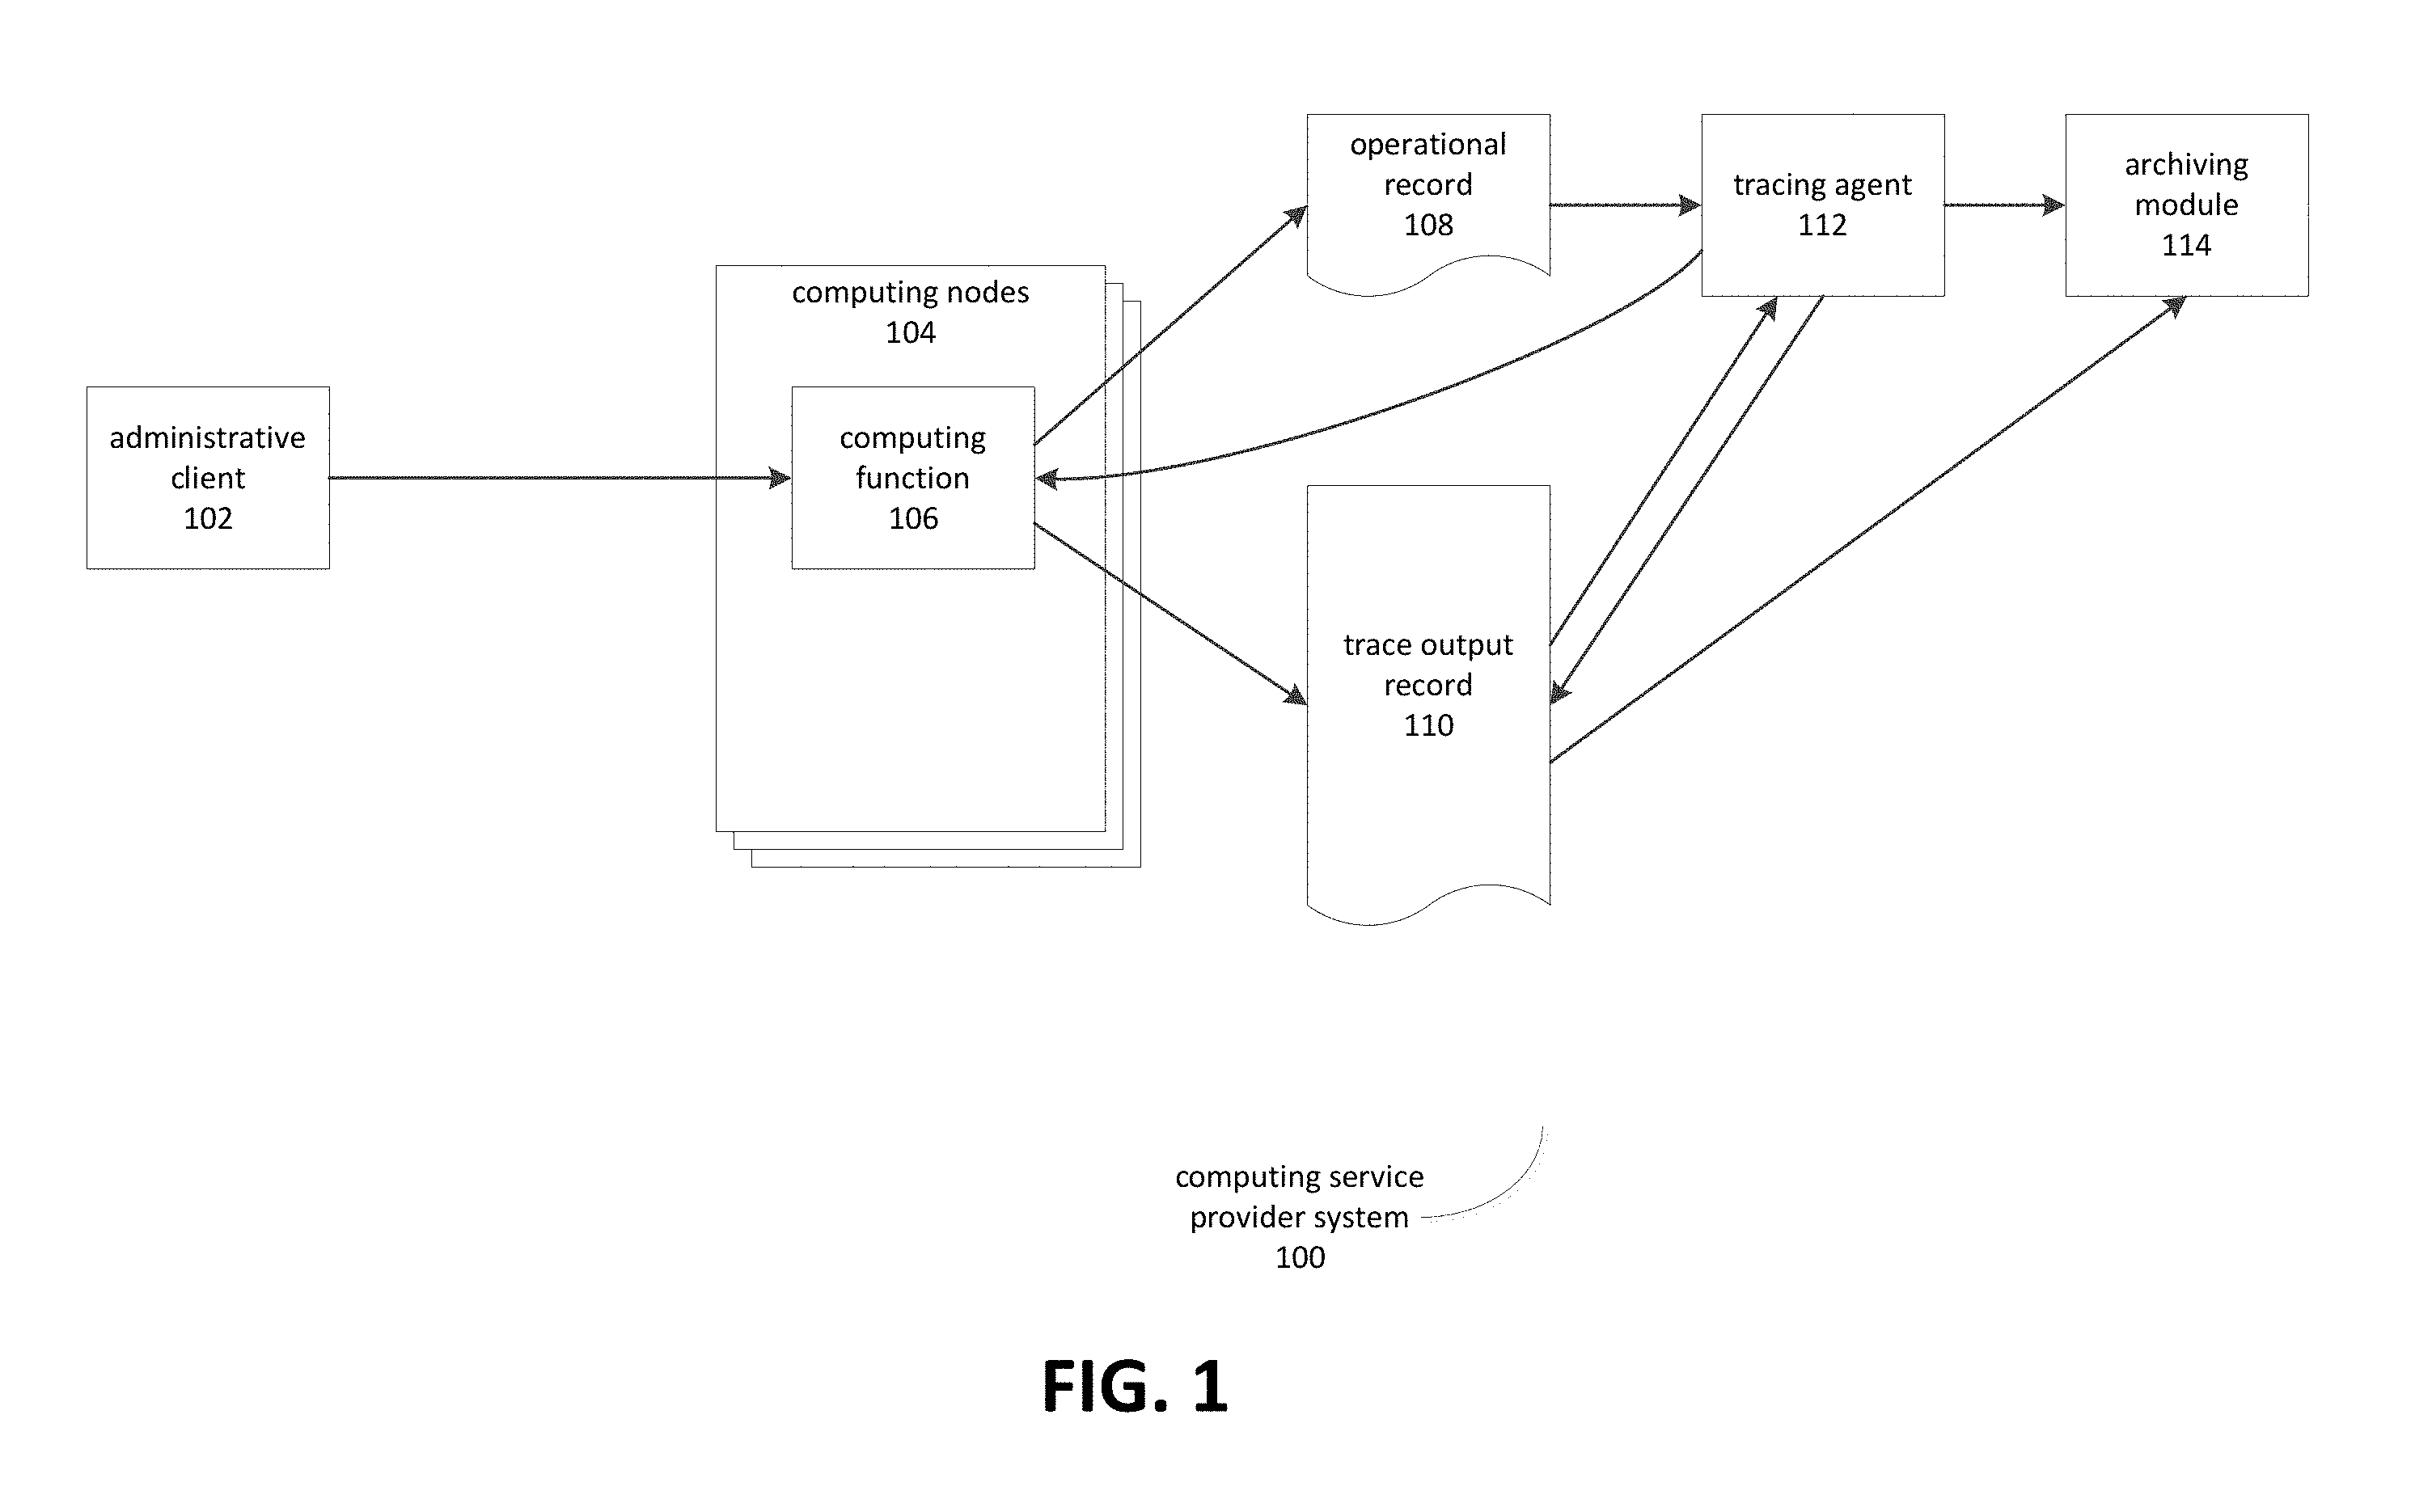 operational
record
108
tracing agent
112
archiving
module
114
computing nodes
104
administrative
client
102
computing
function
106
trace output
record
110
computing service
provider system
100
FIG. 1